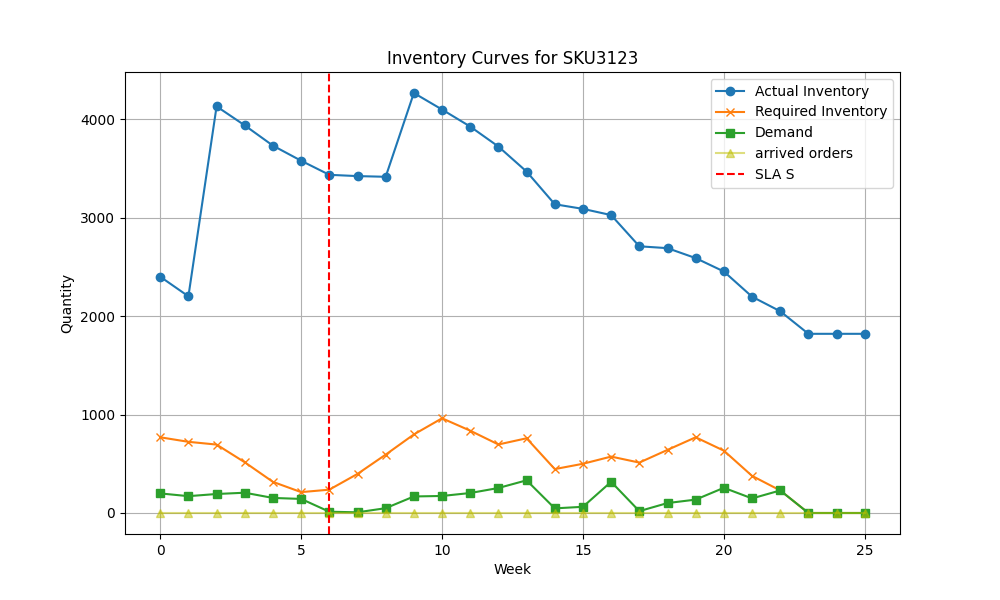 Inventory Curves for SKU3123
Actual Inventory
Required Inventory
Demand
arrived orders
SLA S
Quantity
4000
3000
2000
1000
0
0 5 10 15 20 25
Week